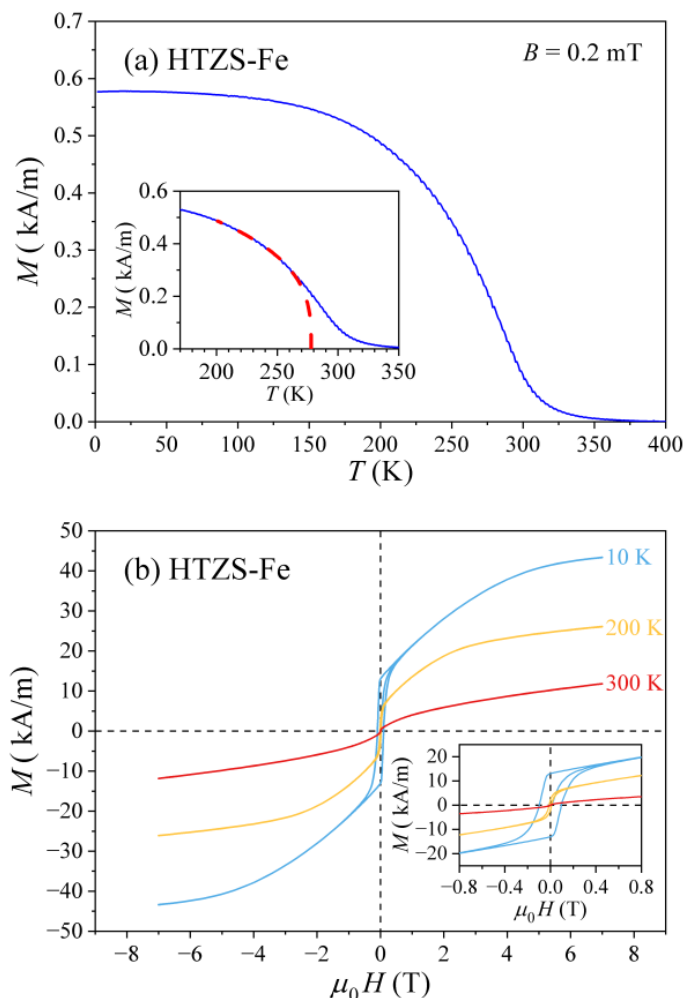 (a) HTZS-Fe
B = 0.2 mT
M ( kA/m)
0.7
0.6
0.5
0.4
0.3
0.2
0.1
0.0
0 50 100 150 200 250 300 350 400
T (K)
M ( kA/m)
0.6
0.4
0.2
0.0
200 250 300 350
T (K)
(b) HTZS-Fe
M ( kA/m)
50
40
30
20
10
0
−10
−20
−30
−40
−50
10 K
200 K
300 K
−8 −6 −4 −2 0 2 4 6 8
μ0 H (T)
M ( kA/m)
20
10
0
−10
−20
−0.8 −0.4 0.0 0.4 0.8
μ0 H (T)